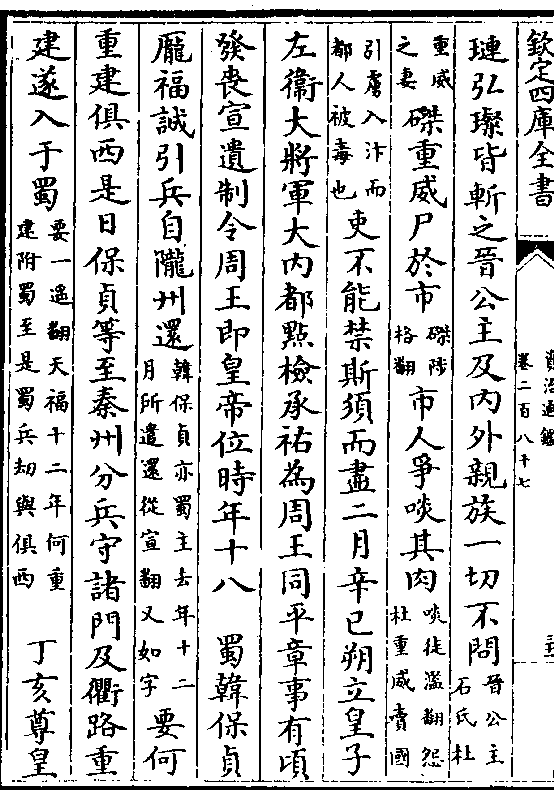 欽定四庫全書
資治通鑑
卷二百八十七
璉弘璨皆斬之晉公主及内外親族一切不問晉公主石氏杜
重威之妻磔重威尸於市磔陟格翻市人爭啖其肉啖徒濫翻怨杜重威賣國
引虜入汴而都人被毒也吏不能禁斯須而盡二月辛巳朔立皇子
左衞大將軍大内都點檢承祐為周王同平章事有頃
發喪宣遺制令周王即皇帝位時年十八 蜀韓保貞
龎福誠引兵自隴州還韓保貞亦蜀主去年十二月所遣還從宣翻又如字要何
重建俱西是日保貞等至秦州分兵守諸門及衢路重
建遂入于蜀要一遥翻天福十二年何重建附蜀至是蜀兵劫與俱西 丁亥尊皇